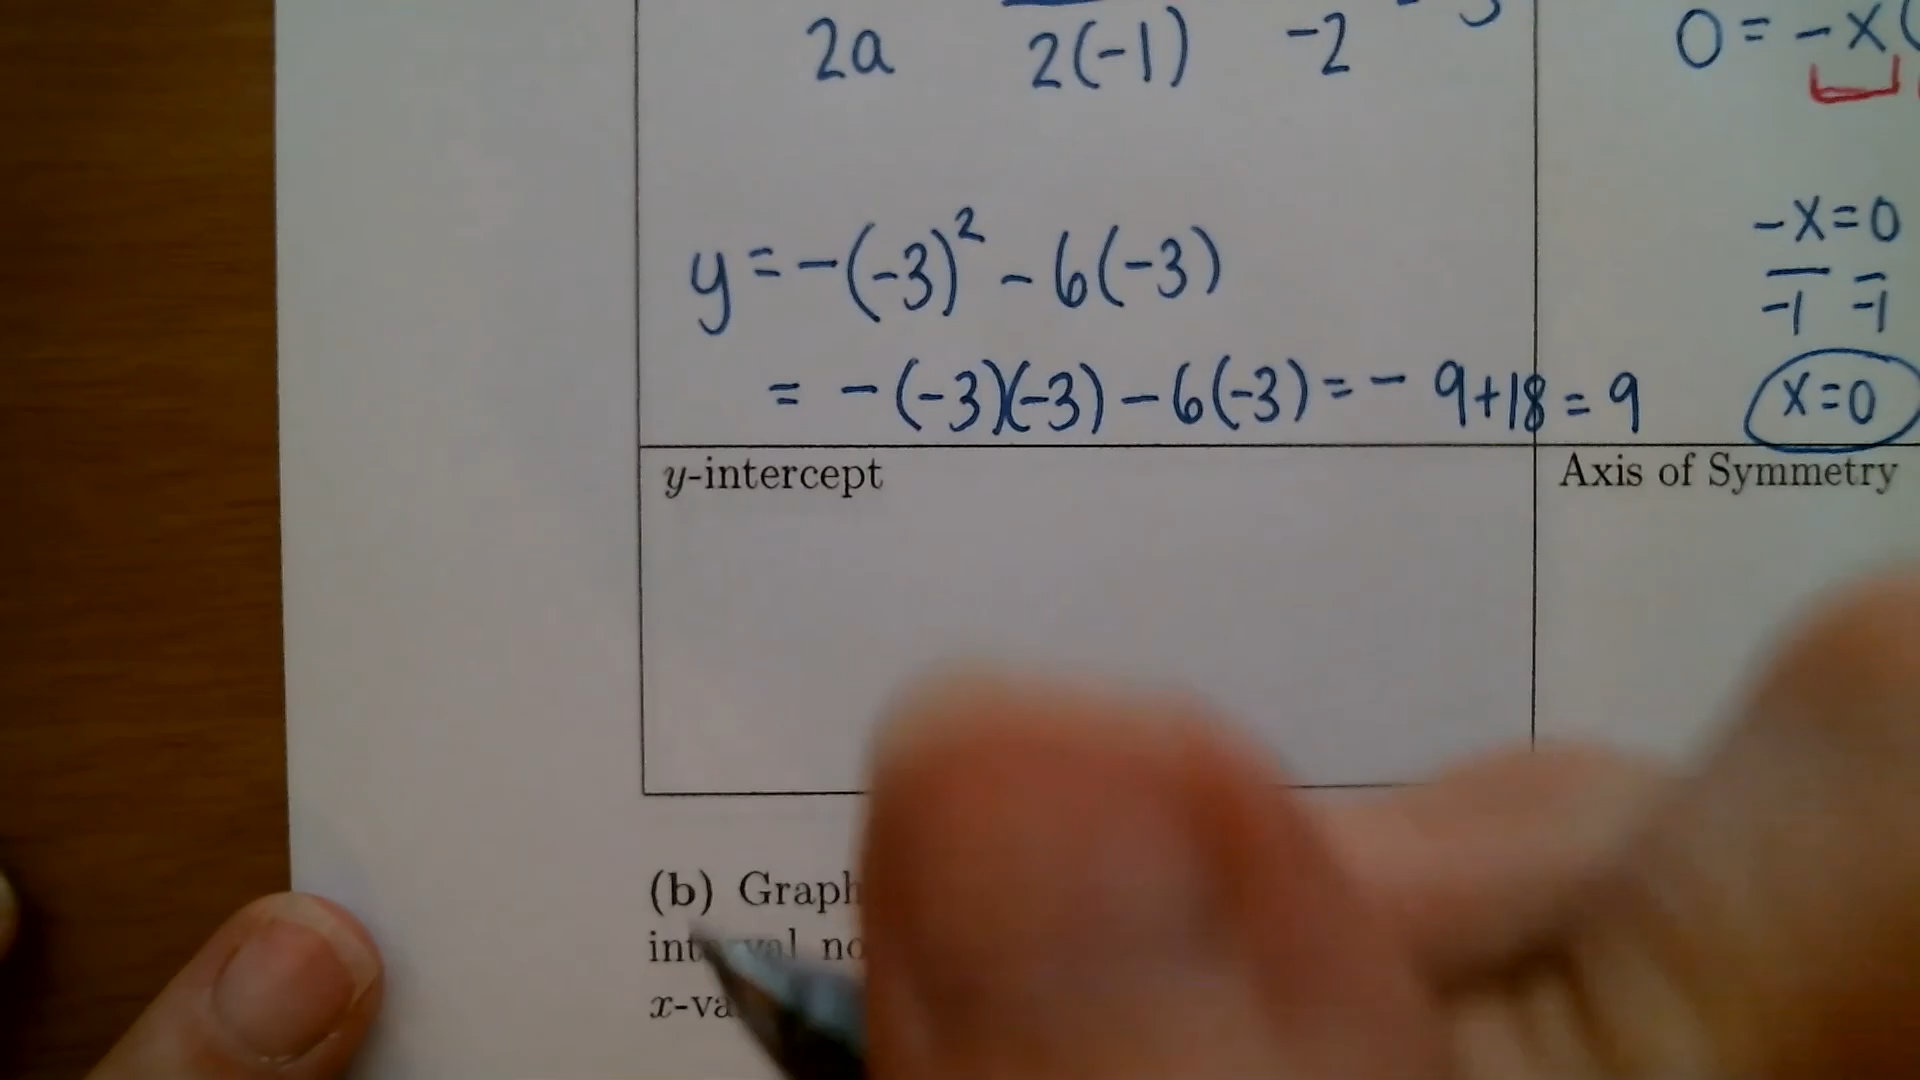 2a 2(-1) -2
0 = -x(
y = -(-3)² - 6(-3)
-x = 0
-1 -1
= -(-3)(-3) - 6(-3) = - 9 + 18 = 9
x = 0
y-intercept
Axis of Symmetry
(b) Graph
x-va